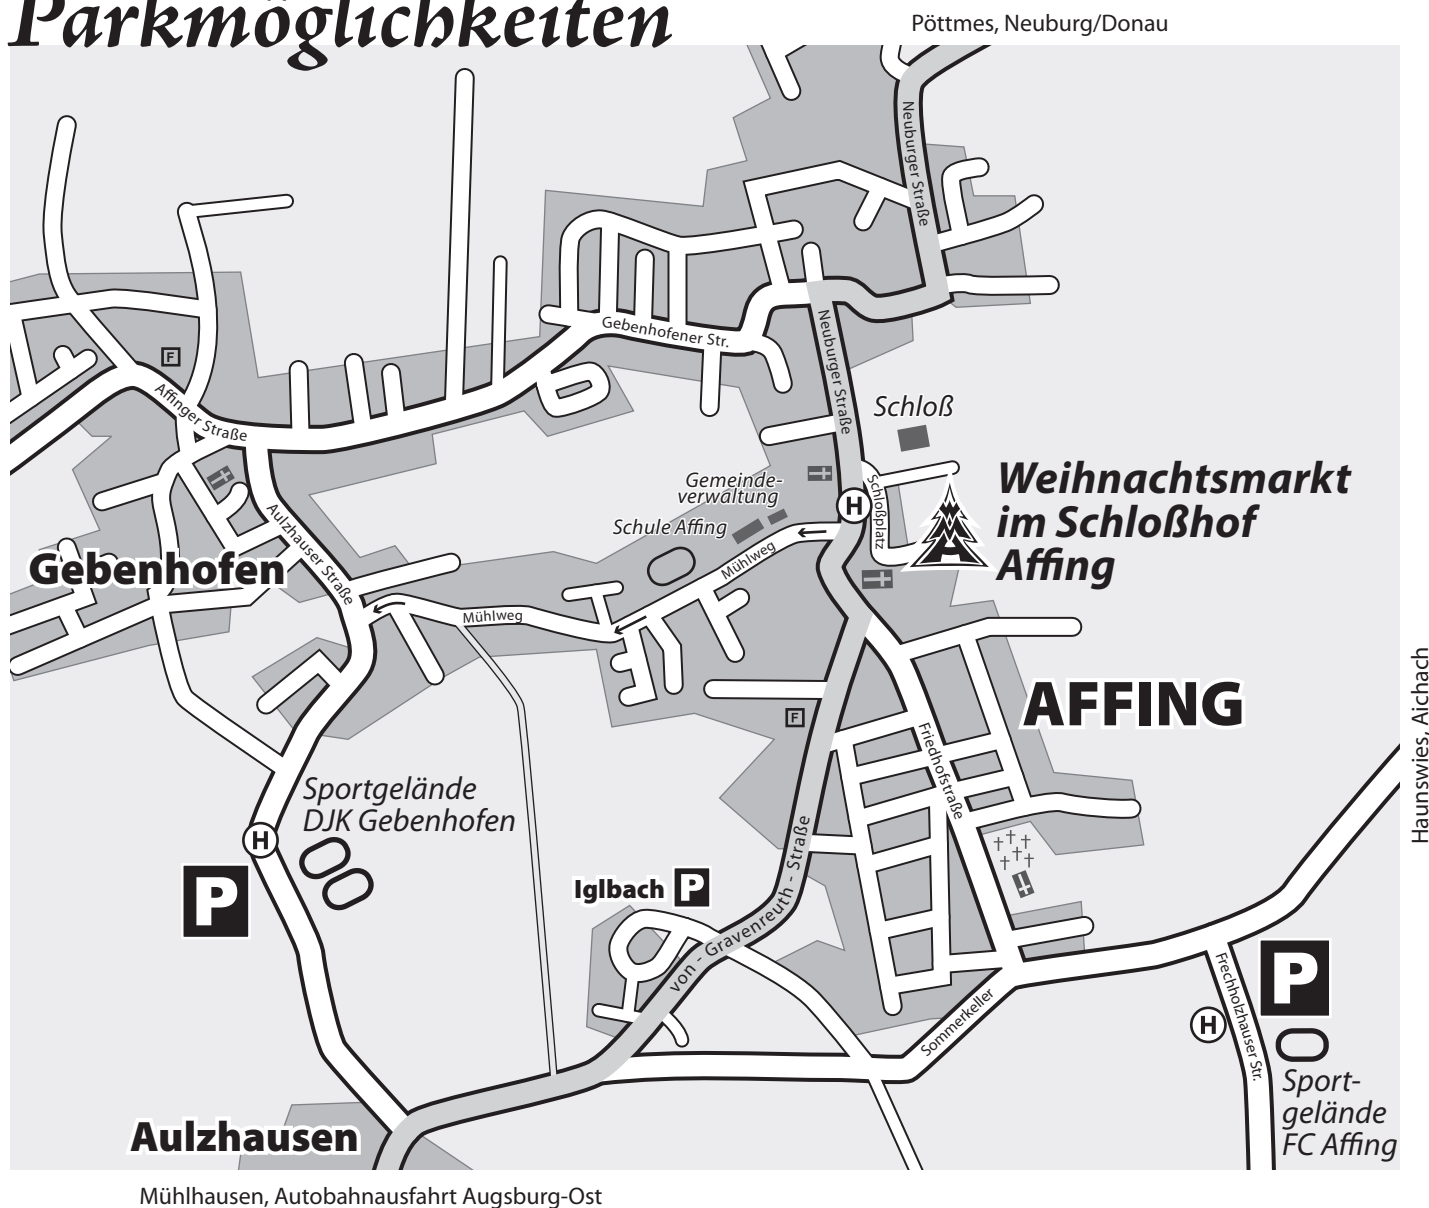 Parkmöglichkeiten
Pöttmes, Neuburg/Donau
Neuburger Straße
Gebenhofener Str.
Neuburger Straße
F
Affinger Straße
Schloß
Gemeinde-
verwaltung
Schule Affing
H
Schloßplatz
Weihnachtsmarkt
im Schloßhof
Affing
A
Aulzhauser Straße
Gebenhofen
Mühlweg
Mühlweg
AFFING
Haunswies, Aichach
F
Friedhofstraße
Sportgelände
DJK Gebenhofen
H
P
Iglbach P
von - Gravenreuth - Straße
P
Frechholzhauser Str.
H
Sommerkeller
Sport-
gelände
FC Affing
Aulzhausen
Mühlhausen, Autobahnausfahrt Augsburg-Ost